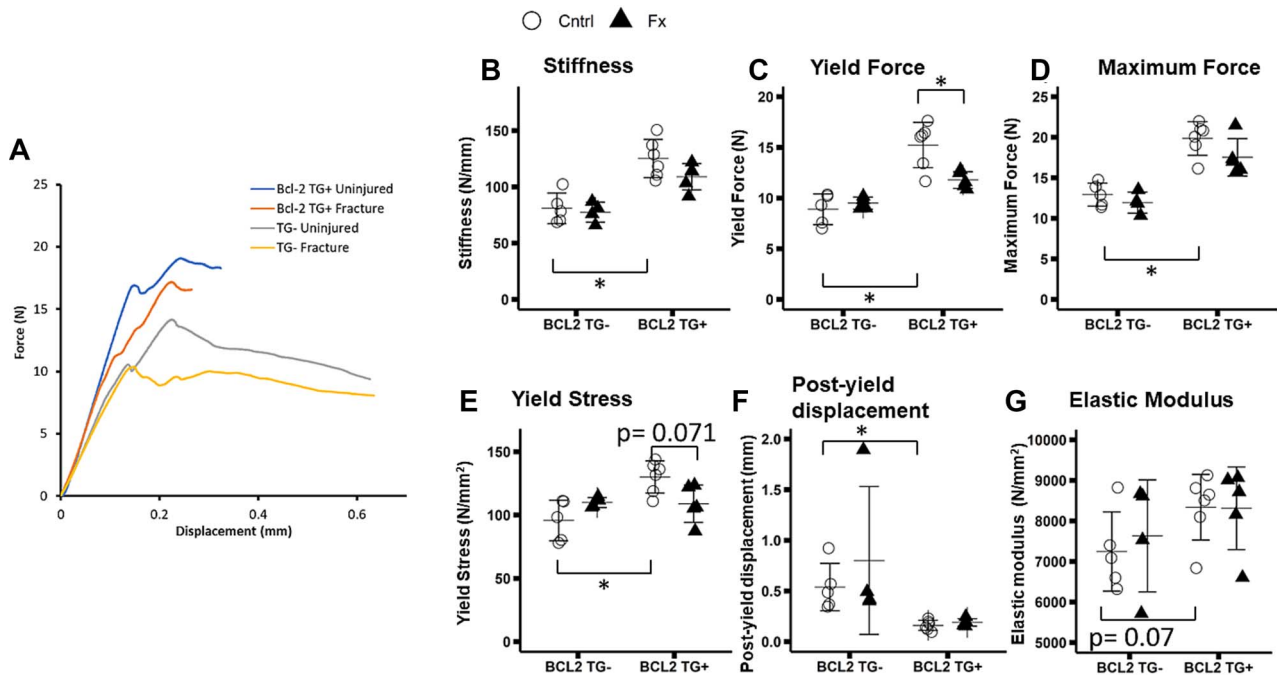 Cntrl Fx
A
25
20
15
10
5
0
Force (N)
0 0.2 0.4 0.6
Displacement (mm)
Bcl-2 TG+ Uninjured
Bcl-2 TG+ Fracture
TG- Uninjured
TG- Fracture
B Stiffness
Stiffness (N/mm)
150
100
50
0
*
BCL2 TG- BCL2 TG+
C Yield Force
Yield Force (N)
20
15
10
5
0
*
*
BCL2 TG- BCL2 TG+
D Maximum Force
Maximum Force (N)
25
20
15
10
5
0
*
BCL2 TG- BCL2 TG+
E Yield Stress
p= 0.071
Yield Stress (N/mm²)
150
100
50
0
*
BCL2 TG- BCL2 TG+
F Post-yield
displacement
Post-yield displacement (mm)
2.0
1.5
1.0
0.5
0.0
*
BCL2 TG- BCL2 TG+
G Elastic Modulus
Elastic modulus (N/mm²)
10000
9000
8000
7000
6000
5000
p= 0.07
BCL2 TG- BCL2 TG+